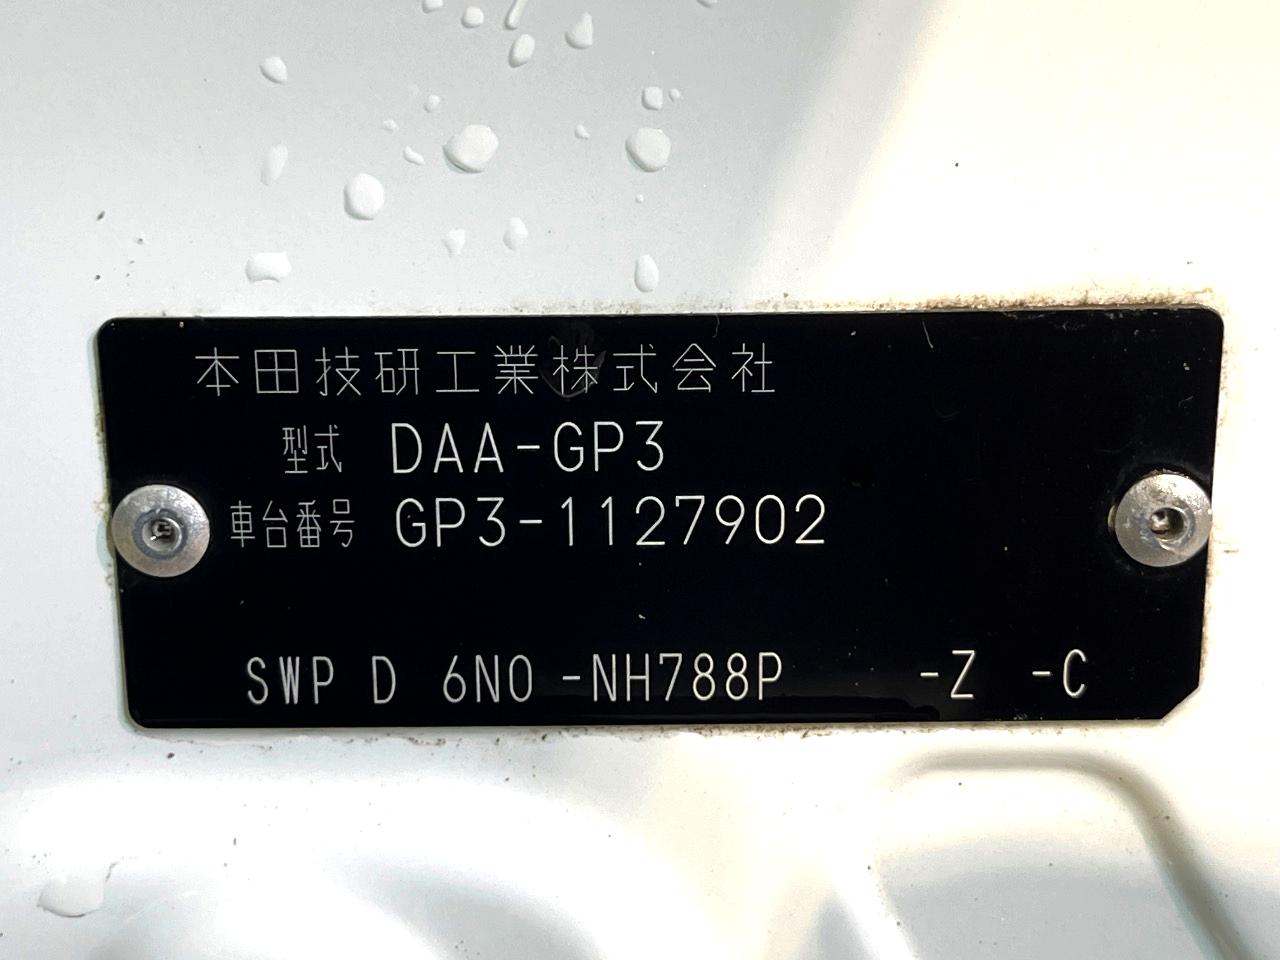 本田技研工業株式会社
型式 DAA-GP3
車台番号 GP3-1127902
SWP D 6N0 -NH788P -Z -C